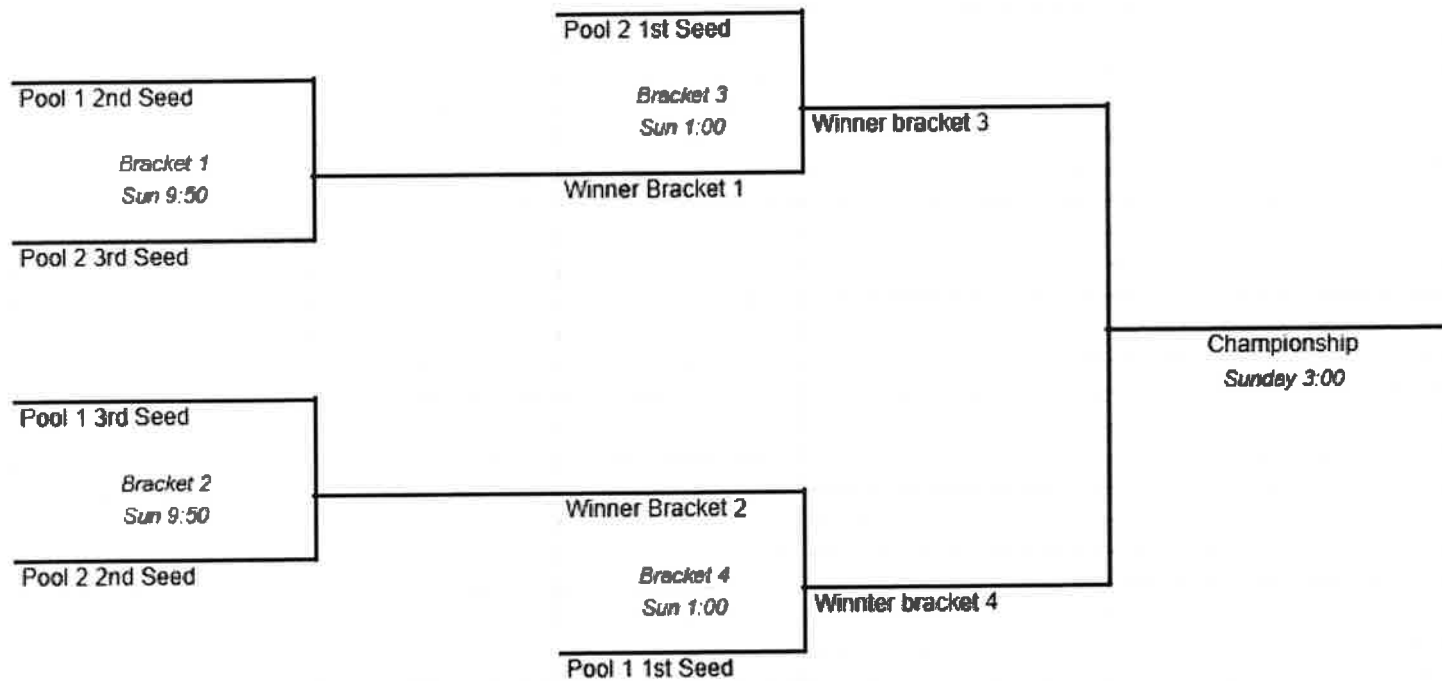 Pool 2 1st Seed
Pool 1 2nd Seed
Bracket 3
Sun 1:00
Winner bracket 3
Bracket 1
Sun 9:50
Winner Bracket 1
Pool 2 3rd Seed
Championship
Sunday 3:00
Pool 1 3rd Seed
Bracket 2
Sun 9:50
Winner Bracket 2
Pool 2 2nd Seed
Bracket 4
Sun 1:00
Winnter bracket 4
Pool 1 1st Seed